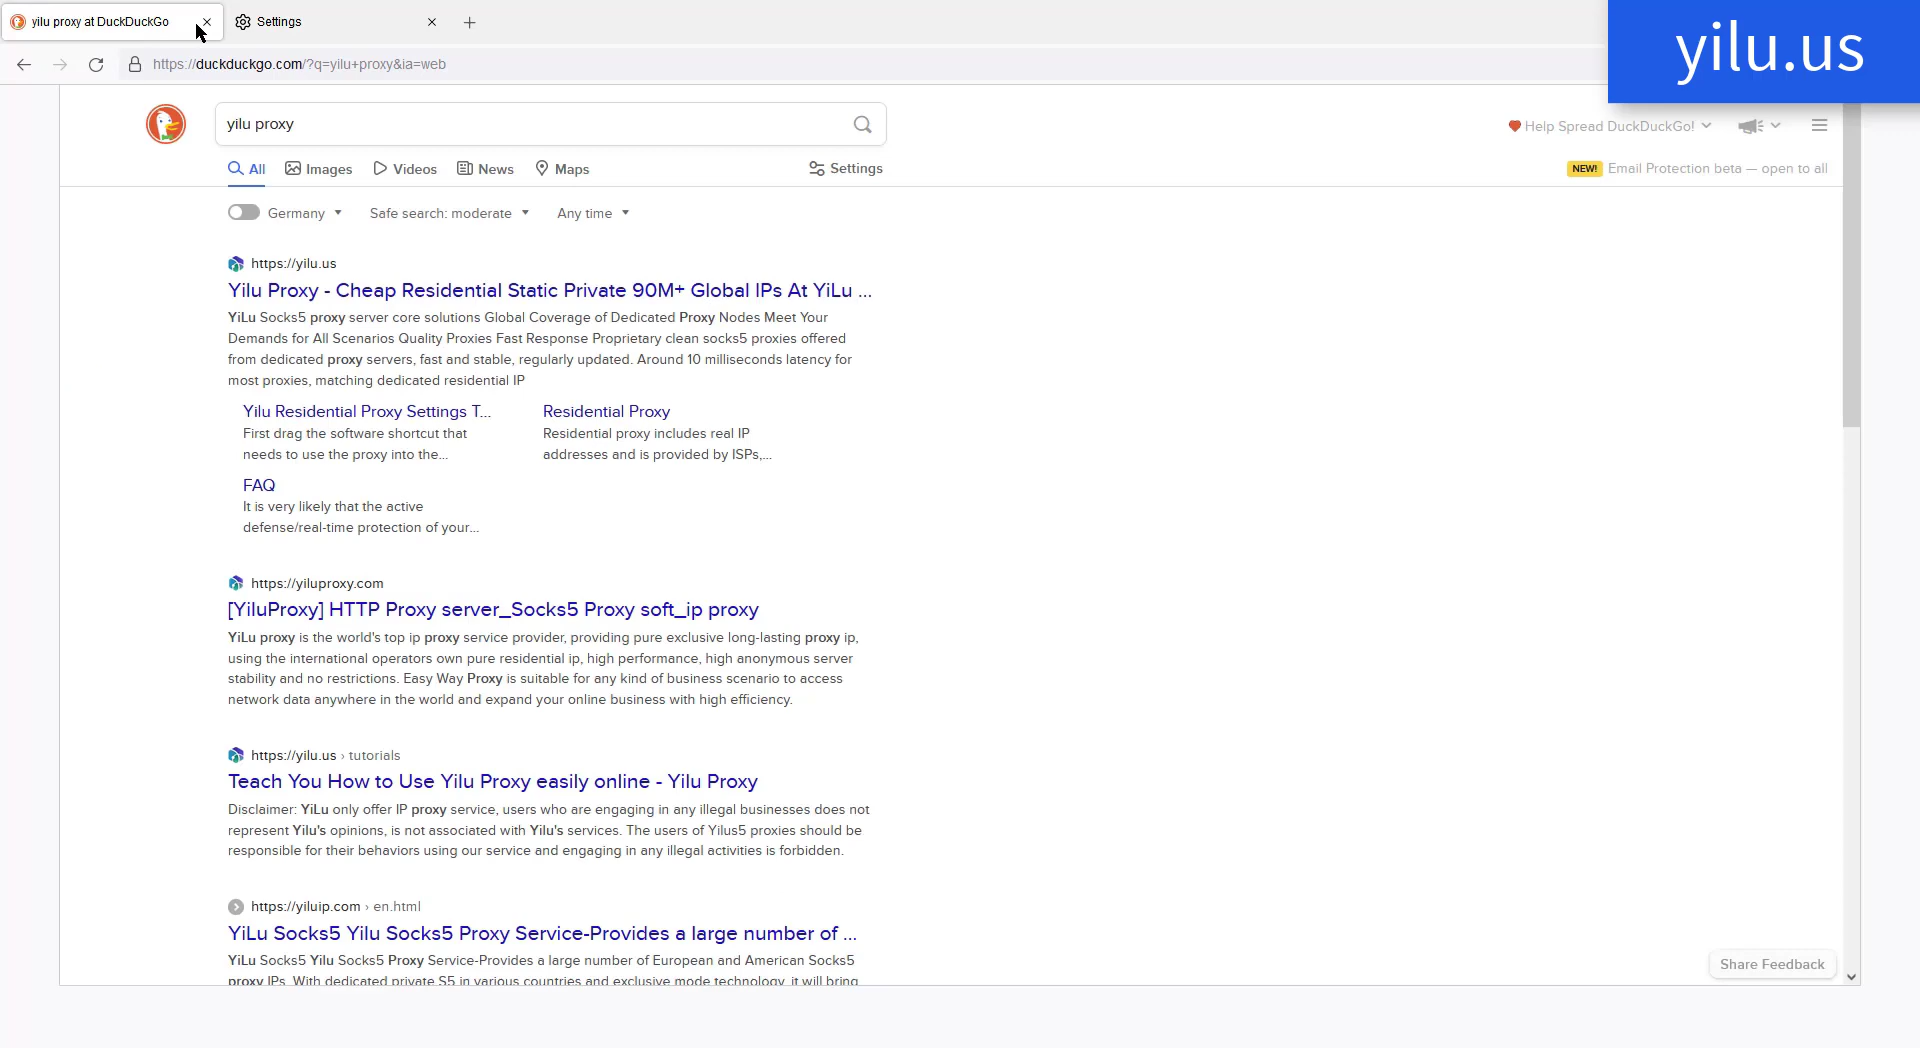 yilu proxy at DuckDuckGo
Settings
yilu.us
https://duckduckgo.com/?q=yilu+proxy&ia=web
yilu proxy
Help Spread DuckDuckGo!
All
Images
Videos
News
Maps
Settings
NEW!
Email Protection beta — open to all
Germany
Safe search: moderate
Any time
https://yilu.us
Yilu Proxy - Cheap Residential Static Private 90M+ Global IPs At YiLu ...
YiLu Socks5 proxy server core solutions Global Coverage of Dedicated Proxy Nodes Meet Your
Demands for All Scenarios Quality Proxies Fast Response Proprietary clean socks5 proxies offered
from dedicated proxy servers, fast and stable, regularly updated. Around 10 milliseconds latency for
most proxies, matching dedicated residential IP
Yilu Residential Proxy Settings T...
First drag the software shortcut that
needs to use the proxy into the...
Residential Proxy
Residential proxy includes real IP
addresses and is provided by ISPs,...
FAQ
It is very likely that the active
defense/real-time protection of your...
https://yiluproxy.com
[YiluProxy] HTTP Proxy server_Socks5 Proxy soft_ip proxy
YiLu proxy is the world's top ip proxy service provider, providing pure exclusive long-lasting proxy ip,
using the international operators own pure residential ip, high performance, high anonymous server
stability and no restrictions. Easy Way Proxy is suitable for any kind of business scenario to access
network data anywhere in the world and expand your online business with high efficiency.
https://yilu.us › tutorials
Teach You How to Use Yilu Proxy easily online - Yilu Proxy
Disclaimer: YiLu only offer IP proxy service, users who are engaging in any illegal businesses does not
represent Yilu's opinions, is not associated with Yilu's services. The users of Yilus5 proxies should be
responsible for their behaviors using our service and engaging in any illegal activities is forbidden.
https://yiluip.com › en.html
YiLu Socks5 Yilu Socks5 Proxy Service-Provides a large number of ...
YiLu Socks5 Yilu Socks5 Proxy Service-Provides a large number of European and American Socks5
proxy IPs. With dedicated private S5 in various countries and exclusive mode technology, it will bring
Share Feedback